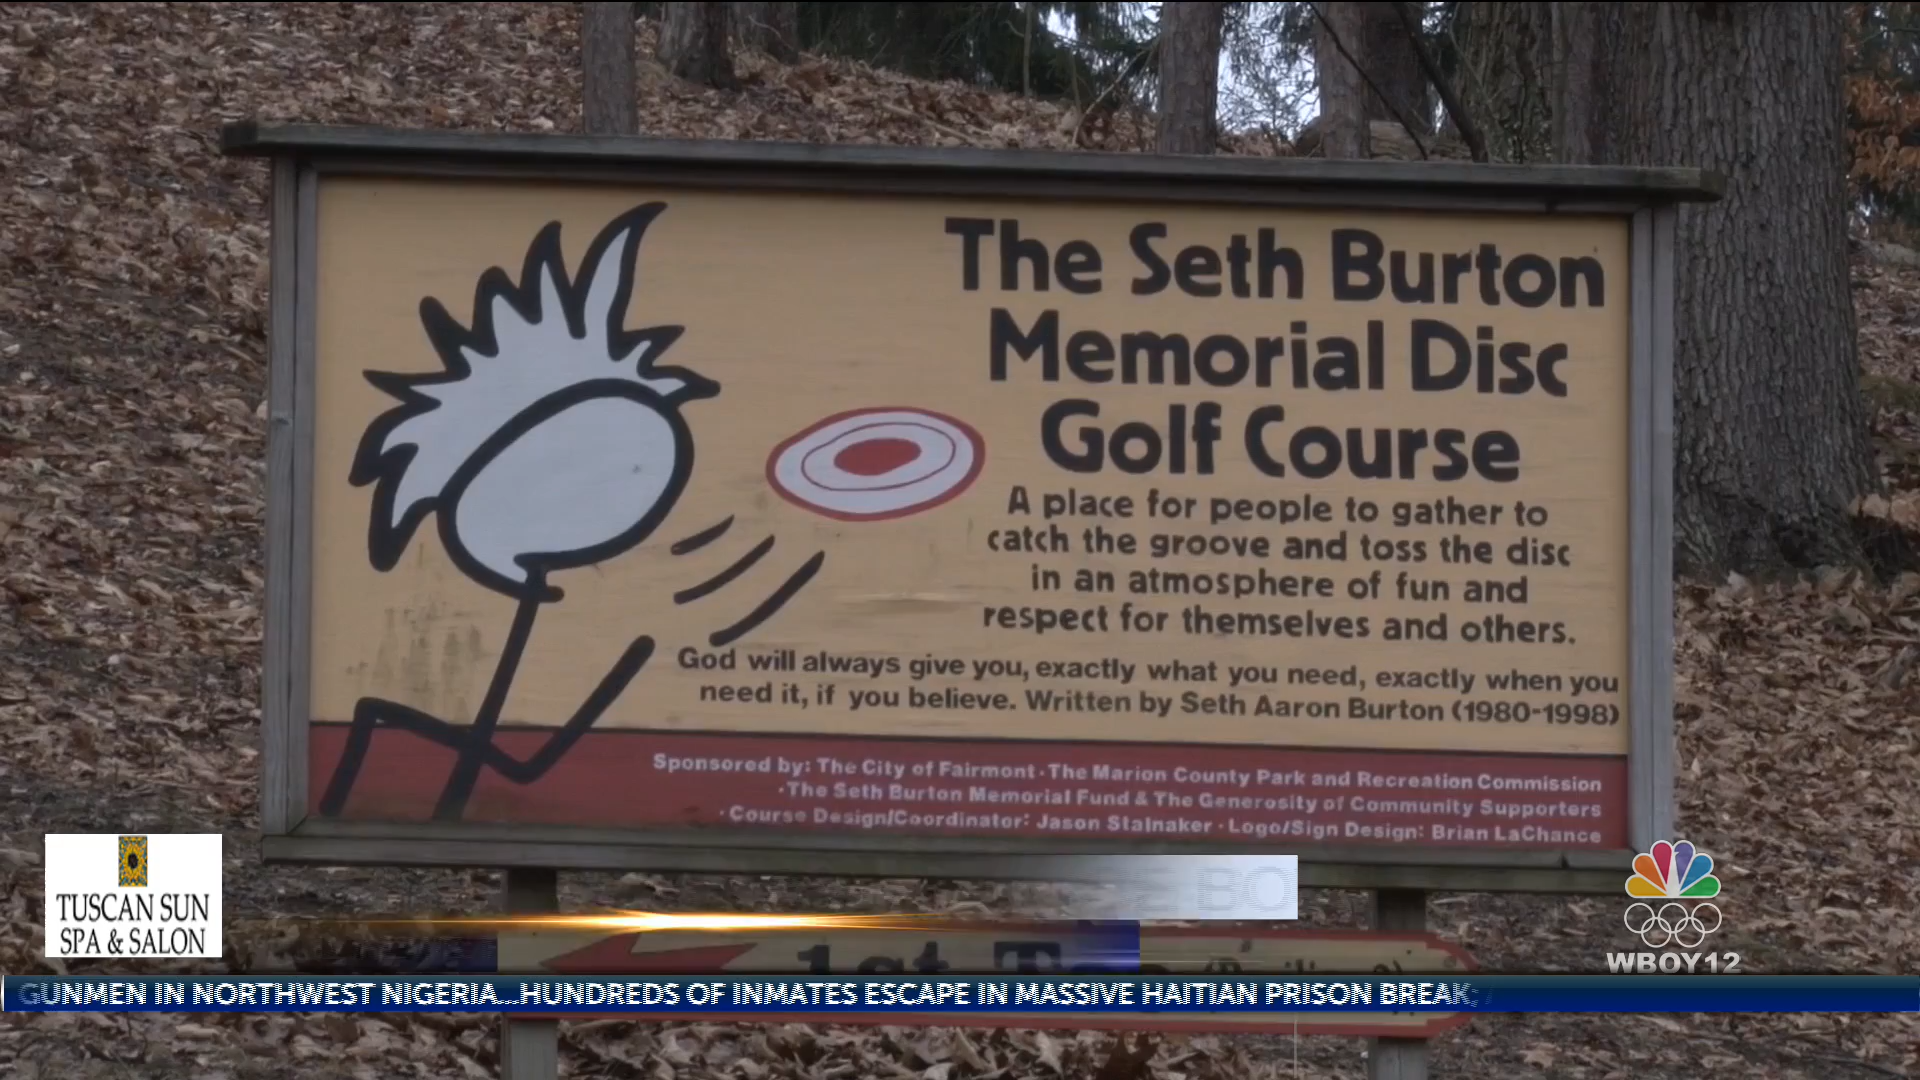 The Seth Burton
Memorial Disc
Golf Course
A place for people to gather to
catch the groove and toss the disc
in an atmosphere of fun and
respect for themselves and others.
God will always give you, exactly what you need, exactly when you
need it, if you believe. Written by Seth Aaron Burton (1980-1998)
Sponsored by: The City of Fairmont · The Marion County Park and Recreation Commission
· The Seth Burton Memorial Fund & The Generosity of Community Supporters
· Course Design/Coordinator: Jason Stalnaker · Logo/Sign Design: Brian LaChance
TUSCAN SUN
SPA & SALON
BO
1st
WBOY12
GUNMEN IN NORTHWEST NIGERIA...HUNDREDS OF INMATES ESCAPE IN MASSIVE HAITIAN PRISON BREAK;